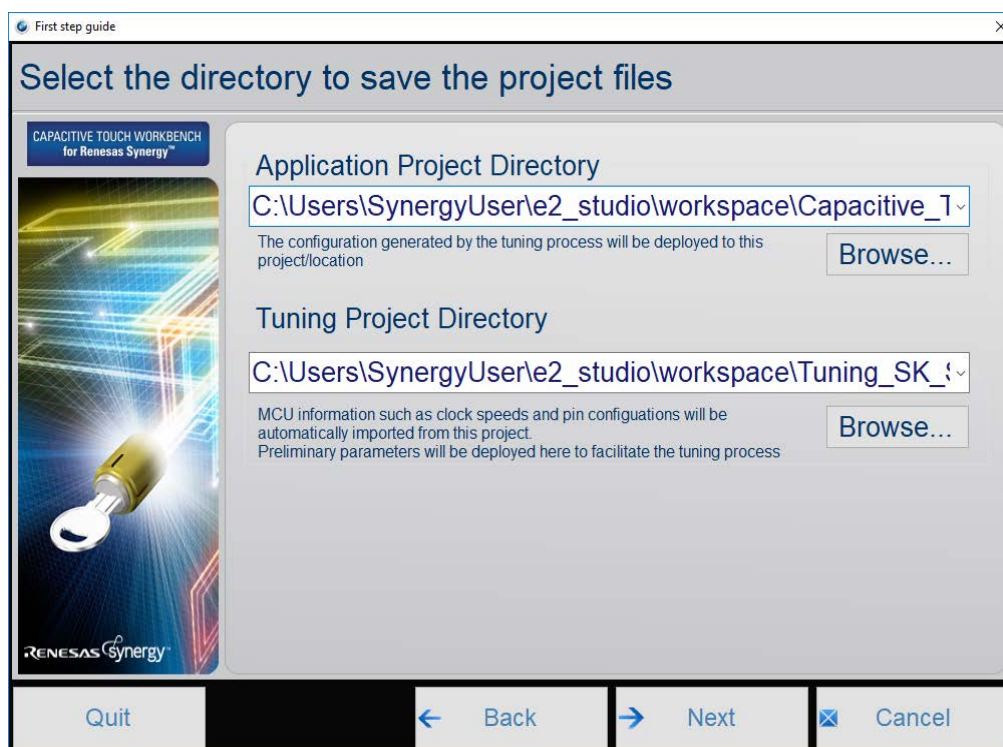 First step guide
Select the directory to save the project files
CAPACITIVE TOUCH WORKBENCH
for Renesas Synergy™
Application Project Directory
C:\Users\SynergyUser\e2_studio\workspace\Capacitive_T
The configuration generated by the tuning process will be deployed to this
project/location
Browse...
Tuning Project Directory
C:\Users\SynergyUser\e2_studio\workspace\Tuning_SK_
MCU information such as clock speeds and pin configuations will be
automatically imported from this project.
Preliminary parameters will be deployed here to facilitate the tuning process
Browse...
RENESAS Synergy™
Quit
Back
Next
Cancel